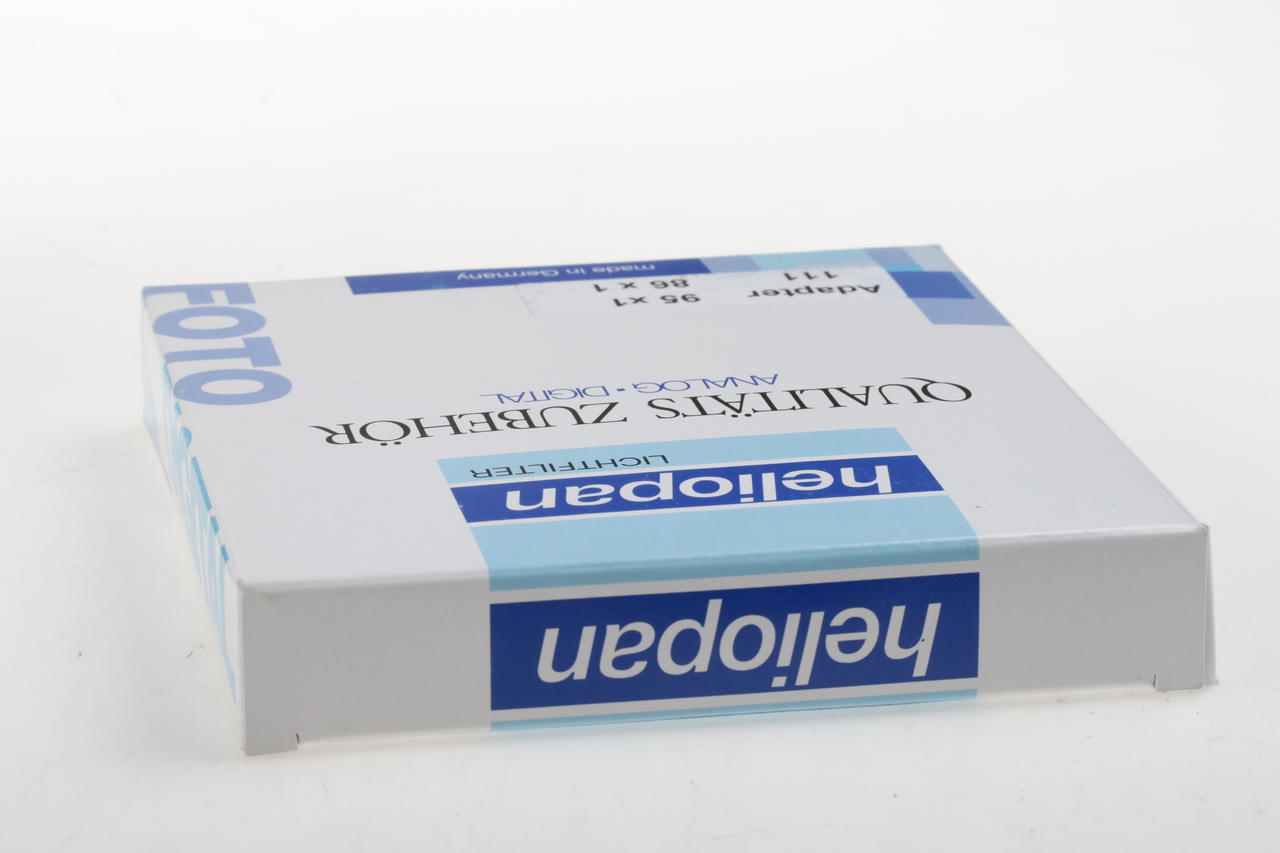 heliopan
heliopan
LICHTFILTER
QUALITÄTS ZUBEHÖR
ANALOG • DIGITAL
FOTO
Adapter 95 x1
111 86 x 1
made in Germany